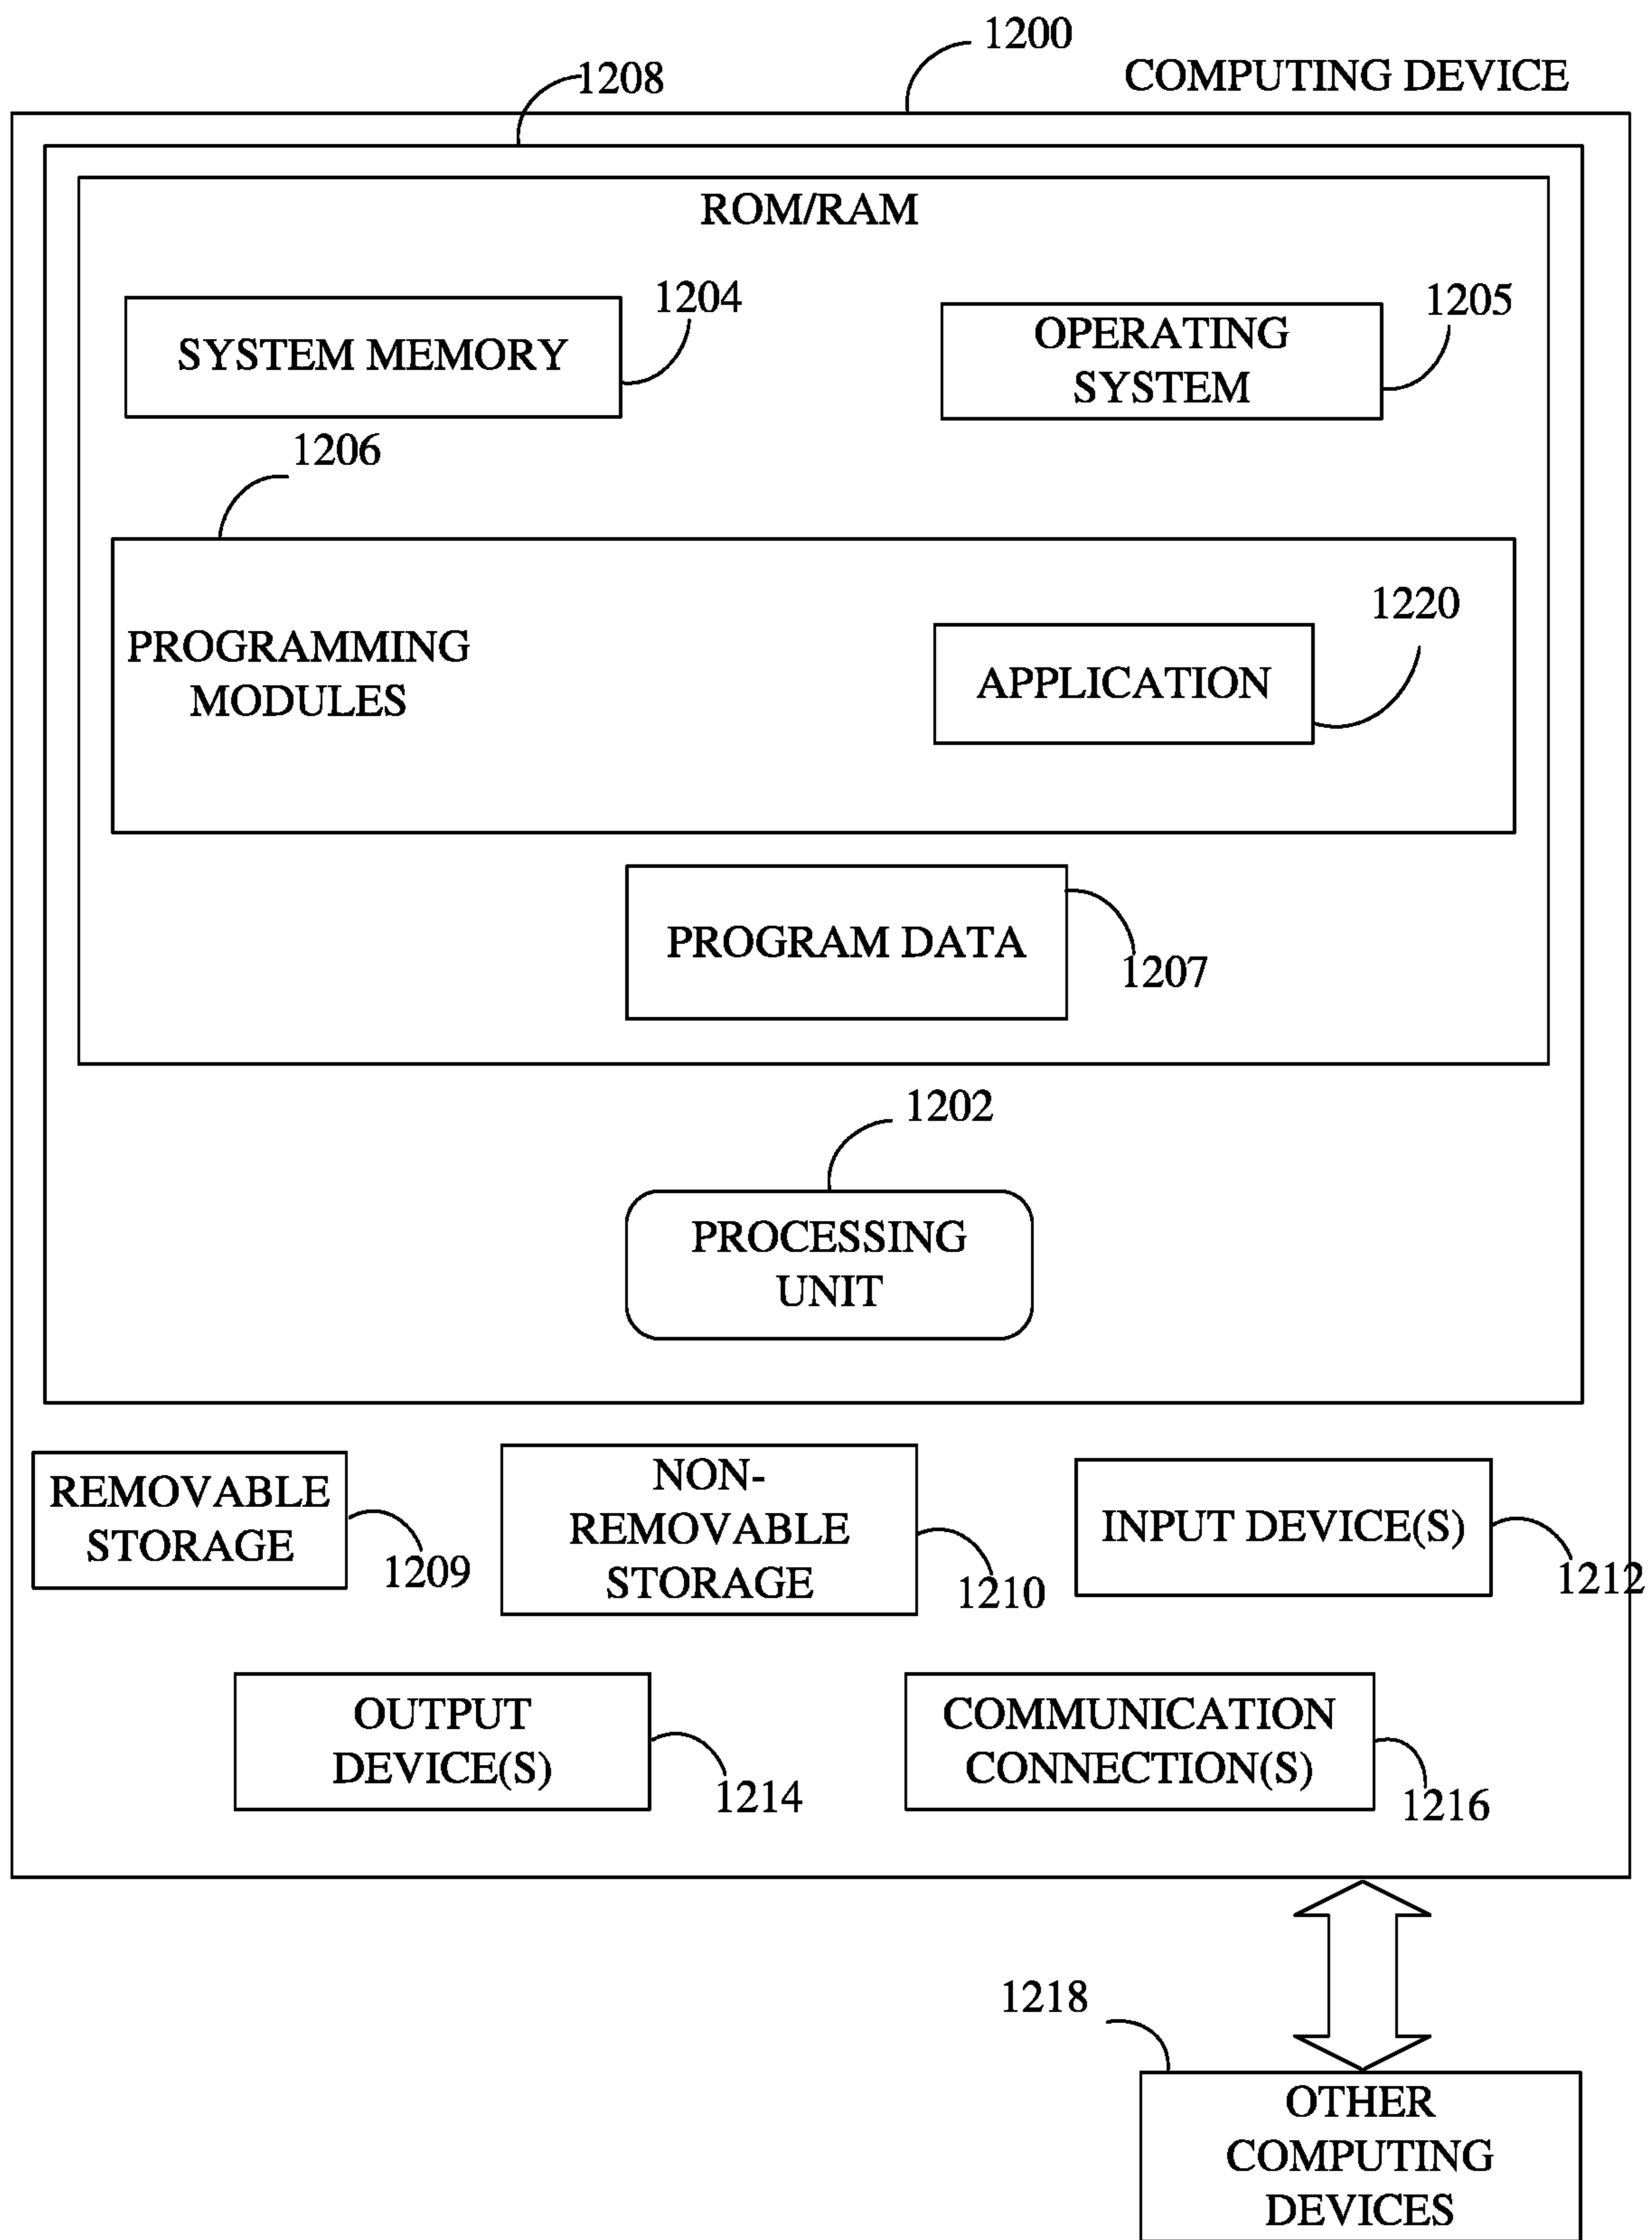 1200
COMPUTING DEVICE
1208
ROM/RAM
SYSTEM MEMORY
1204
OPERATING
SYSTEM
1205
1206
PROGRAMMING
MODULES
APPLICATION
1220
PROGRAM DATA
1207
1202
PROCESSING
UNIT
REMOVABLE
STORAGE
1209
NON-
REMOVABLE
STORAGE
1210
INPUT DEVICE(S)
1212
OUTPUT
DEVICE(S)
1214
COMMUNICATION
CONNECTION(S)
1216
1218
OTHER
COMPUTING
DEVICES